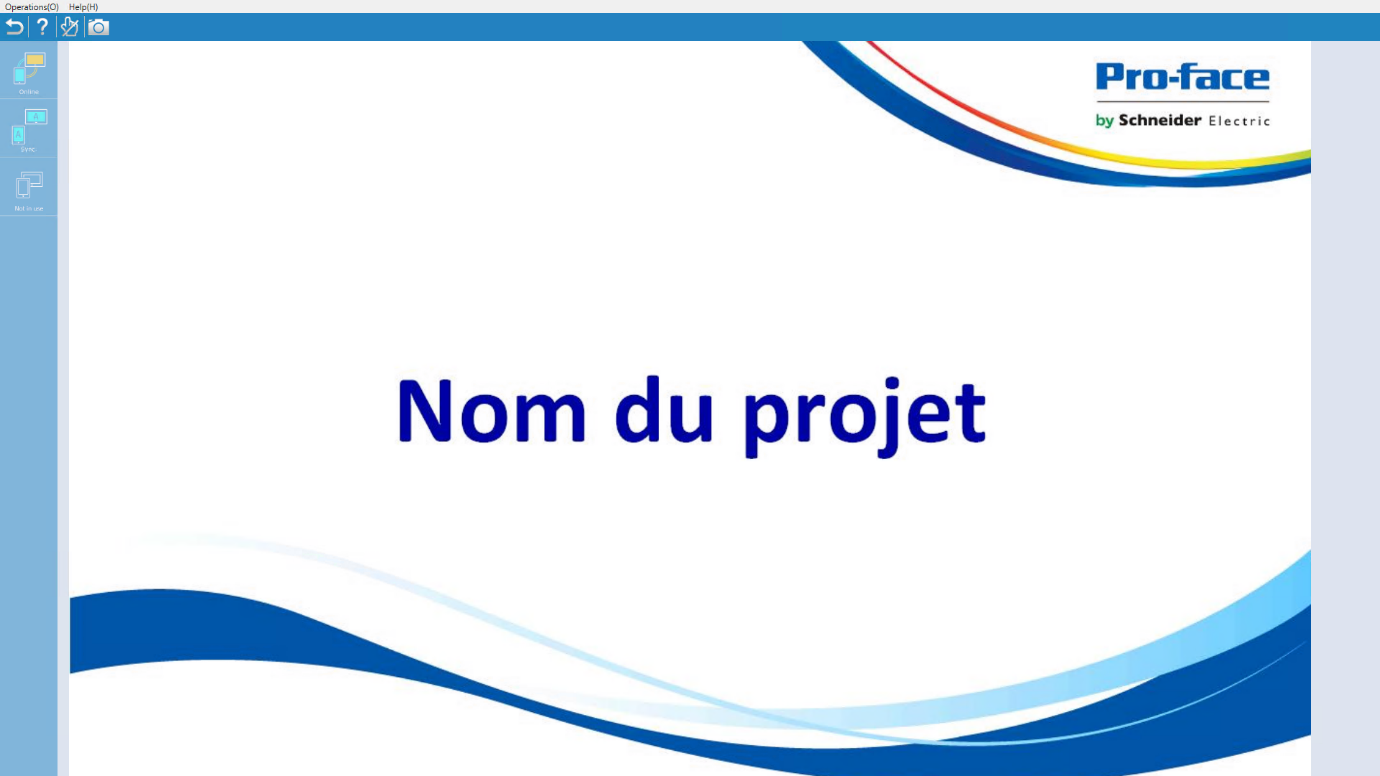 Operations(O) Help(H)
Online
Sync
Not in use
A
A
Pro-face
by Schneider Electric
Nom du projet